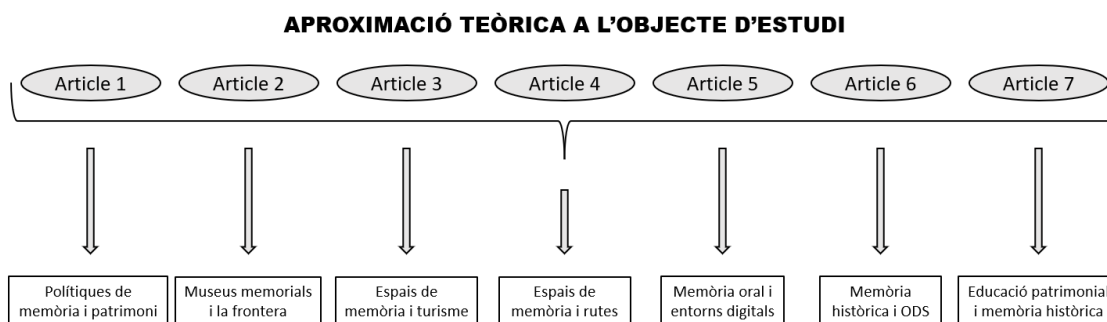 APROXIMACIÓ TEÒRICA A L'OBJECTE D'ESTUDI
Article 1
Article 2
Article 3
Article 4
Article 5
Article 6
Article 7
Polítiques de
memòria i patrimoni
Museus memorials
i la frontera
Espais de
memòria i turisme
Espais de
memòria i rutes
Memòria oral i
entorns digitals
Memòria
històrica i ODS
Educació patrimonial
i memòria històrica